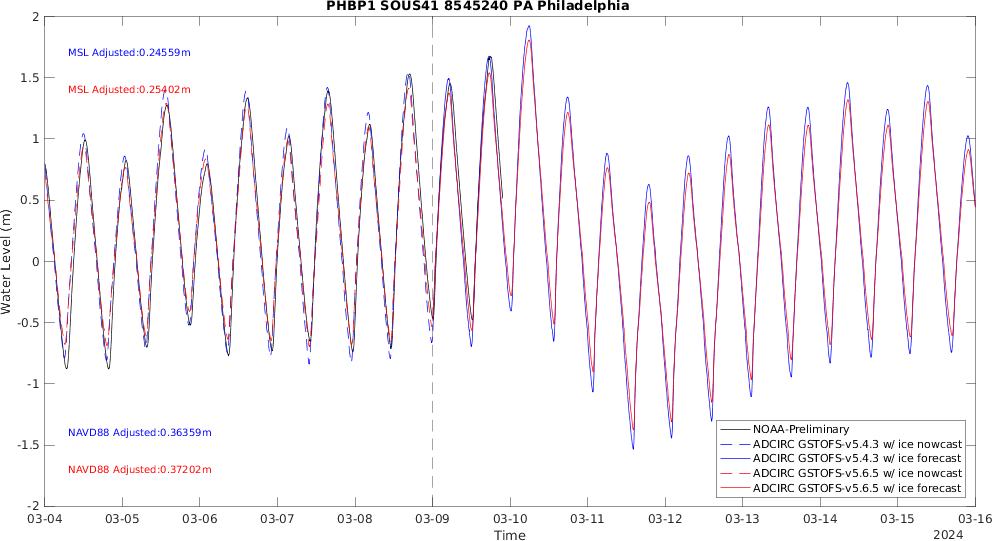 PHBP1 SOUS41 8545240 PA Philadelphia
2
1.5
1
0.5
0
-0.5
-1
-1.5
-2
Water Level (m)
MSL Adjusted:0.24559m
MSL Adjusted:0.25402m
NAVD88 Adjusted:0.36359m
NAVD88 Adjusted:0.37202m
NOAA-Preliminary
ADCIRC GSTOFS-v5.4.3 w/ ice nowcast
ADCIRC GSTOFS-v5.4.3 w/ ice forecast
ADCIRC GSTOFS-v5.6.5 w/ ice nowcast
ADCIRC GSTOFS-v5.6.5 w/ ice forecast
03-04 03-05 03-06 03-07 03-08 03-09 03-10 03-11 03-12 03-13 03-14 03-15 03-16
Time
2024